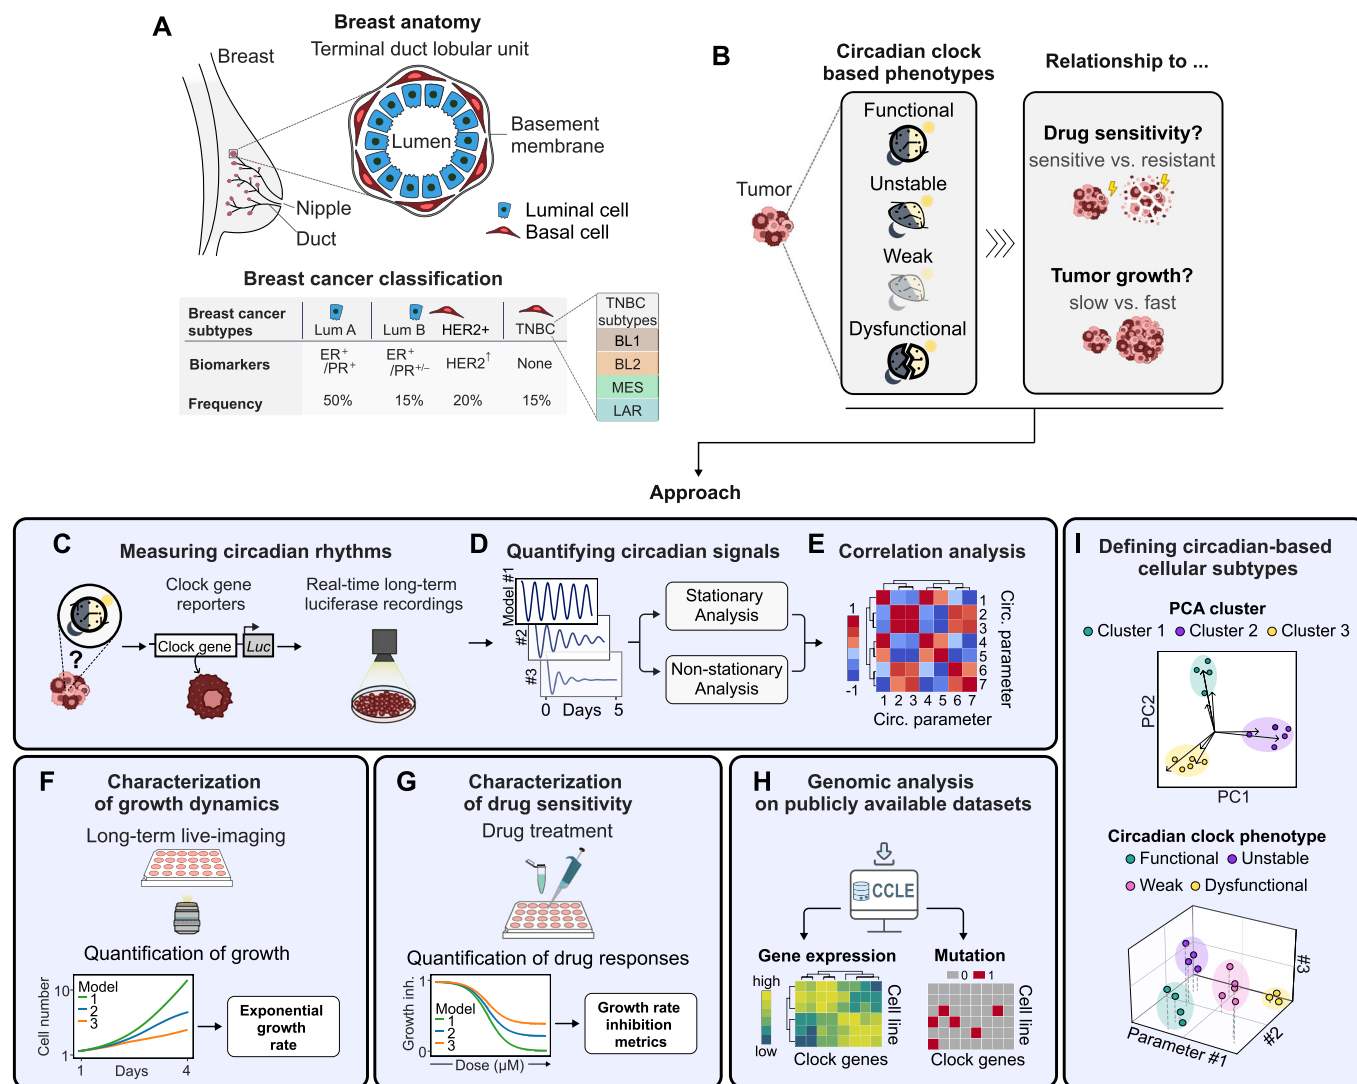 A
Breast anatomy
Terminal duct lobular unit
Breast
Lumen
Basement
membrane
Nipple
Duct
Luminal cell
Basal cell
Breast cancer classification
Breast cancer
subtypes
Lum A
Lum B
HER2+
TNBC
Biomarkers
ER⁺
/PR⁺
ER⁺
/PR⁺/⁻
HER2↑
None
Frequency
50%
15%
20%
15%
TNBC
subtypes
BL1
BL2
MES
LAR
B
Circadian clock
based phenotypes
Tumor
Functional
Unstable
Weak
Dysfunctional
Relationship to ...
Drug sensitivity?
sensitive vs. resistant
Tumor growth?
slow vs. fast
Approach
C
Measuring circadian rhythms
?
Clock gene
reporters
Clock gene
Luc
Real-time long-term
luciferase recordings
D
Quantifying circadian signals
Model #1
#2
#3
0 Days 5
Stationary
Analysis
Non-stationary
Analysis
E
Correlation analysis
1
-1
1
2
3
4
5
6
7
Circ. parameter
1 2 3 4 5 6 7
Circ. parameter
F
Characterization
of growth dynamics
Long-term live-imaging
Quantification of growth
Cell number
10
1
Model
1
2
3
1 Days 4
Exponential
growth
rate
G
Characterization
of drug sensitivity
Drug treatment
Quantification of drug responses
Growth inh.
1
0
Model
1
2
3
Dose (µM)
Growth rate
inhibition
metrics
H
Genomic analysis
on publicly available datasets
CCLE
Gene expression
high
low
Cell line
Clock genes
Mutation
0 1
Cell line
Clock genes
I
Defining circadian-based
cellular subtypes
PCA cluster
Cluster 1 Cluster 2 Cluster 3
PC2
PC1
Circadian clock phenotype
Functional Unstable
Weak Dysfunctional
#3
#2
Parameter #1